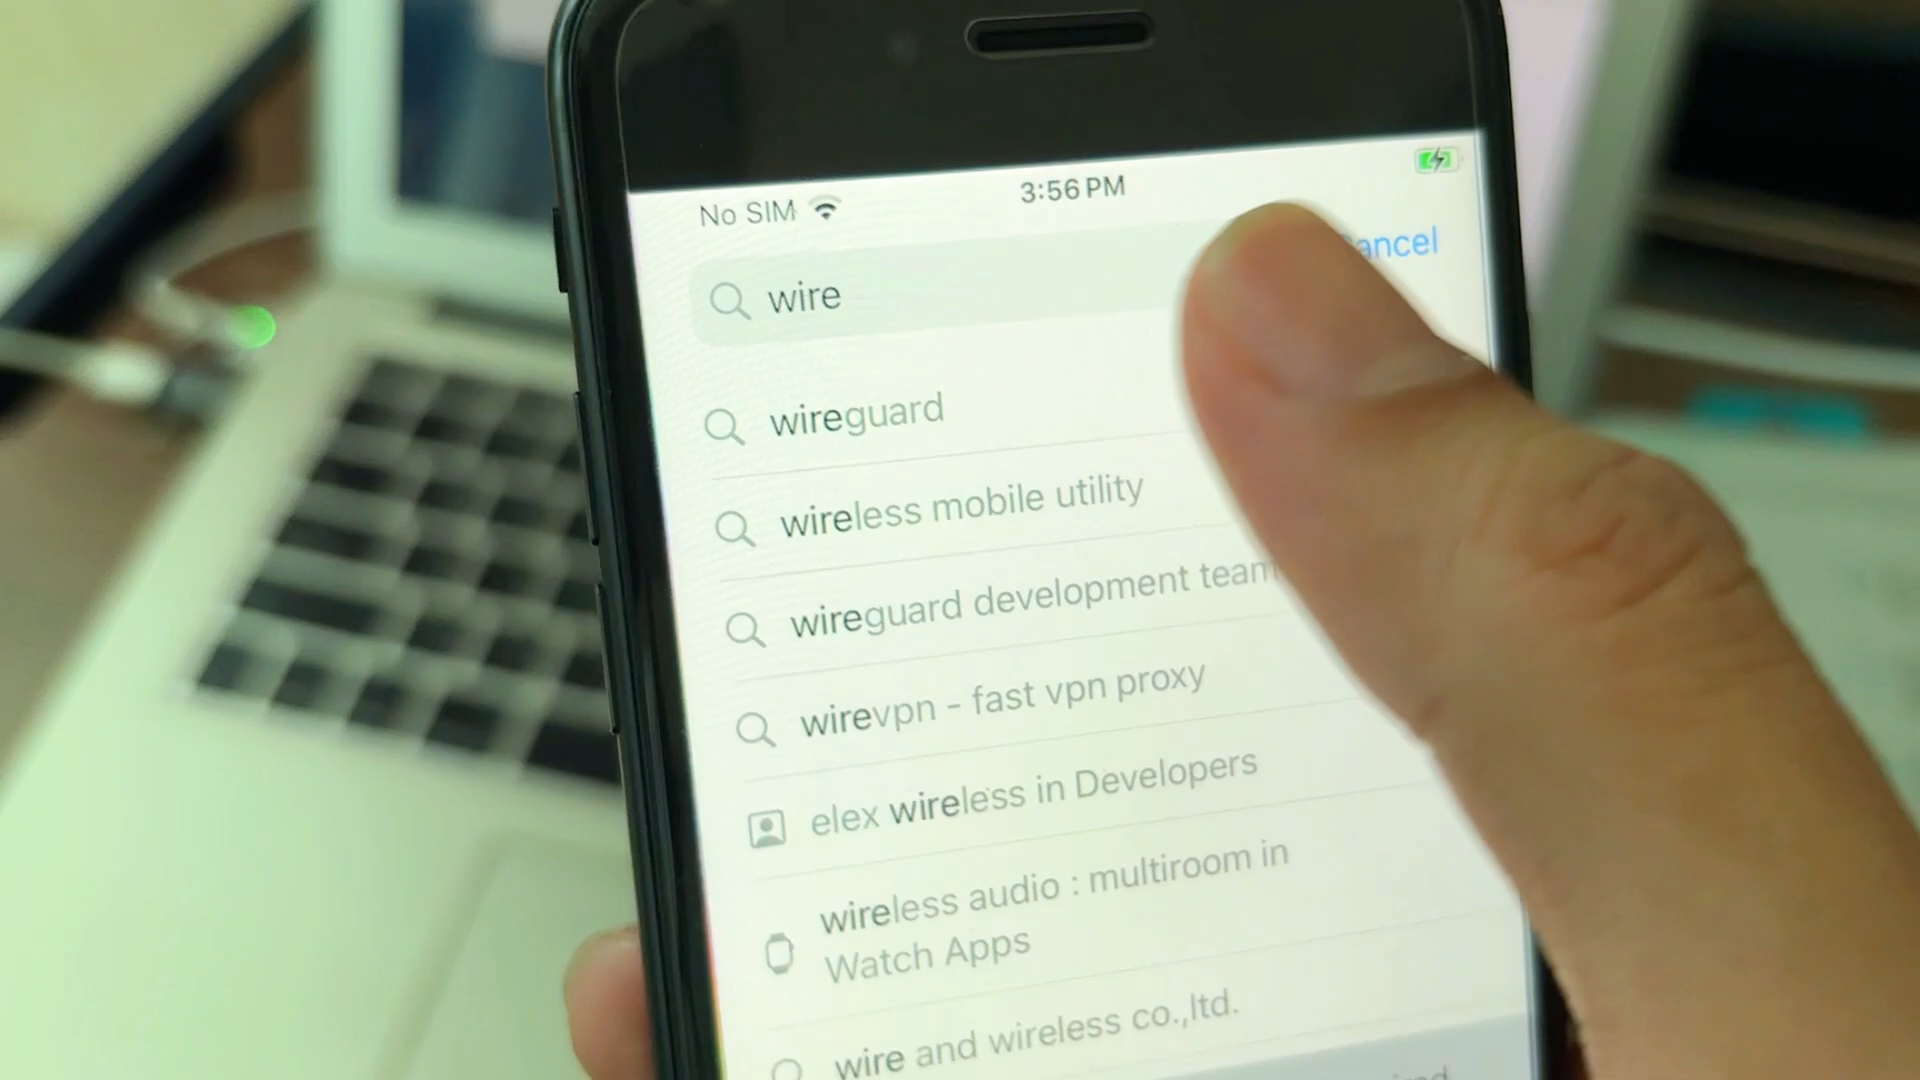 No SIM
3:56 PM
ancel
wire
wireguard
wireless mobile utility
wireguard development team
wirevpn - fast vpn proxy
elex wireless in Developers
wireless audio : multiroom in
Watch Apps
wire and wireless co.,ltd.